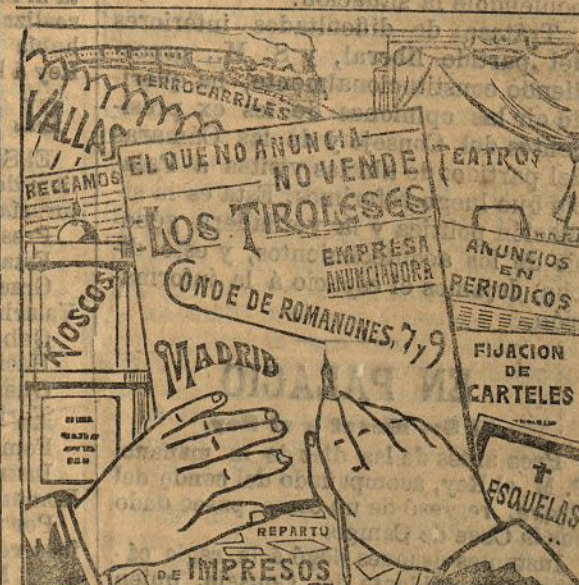 FERROCARRILES
VALLAS
RECLAMOS
KIOSCOS
EL QUE NO ANUNCIA
NO VENDE
LOS TIROLESES
EMPRESA
ANUNCIADORA
CONDE DE ROMANONES, 7 y 9
MADRID
TEATROS
ANUNCIOS
EN
PERIODICOS
FIJACION
DE
CARTELES
ESQUELAS
REPARTO
DE IMPRESOS